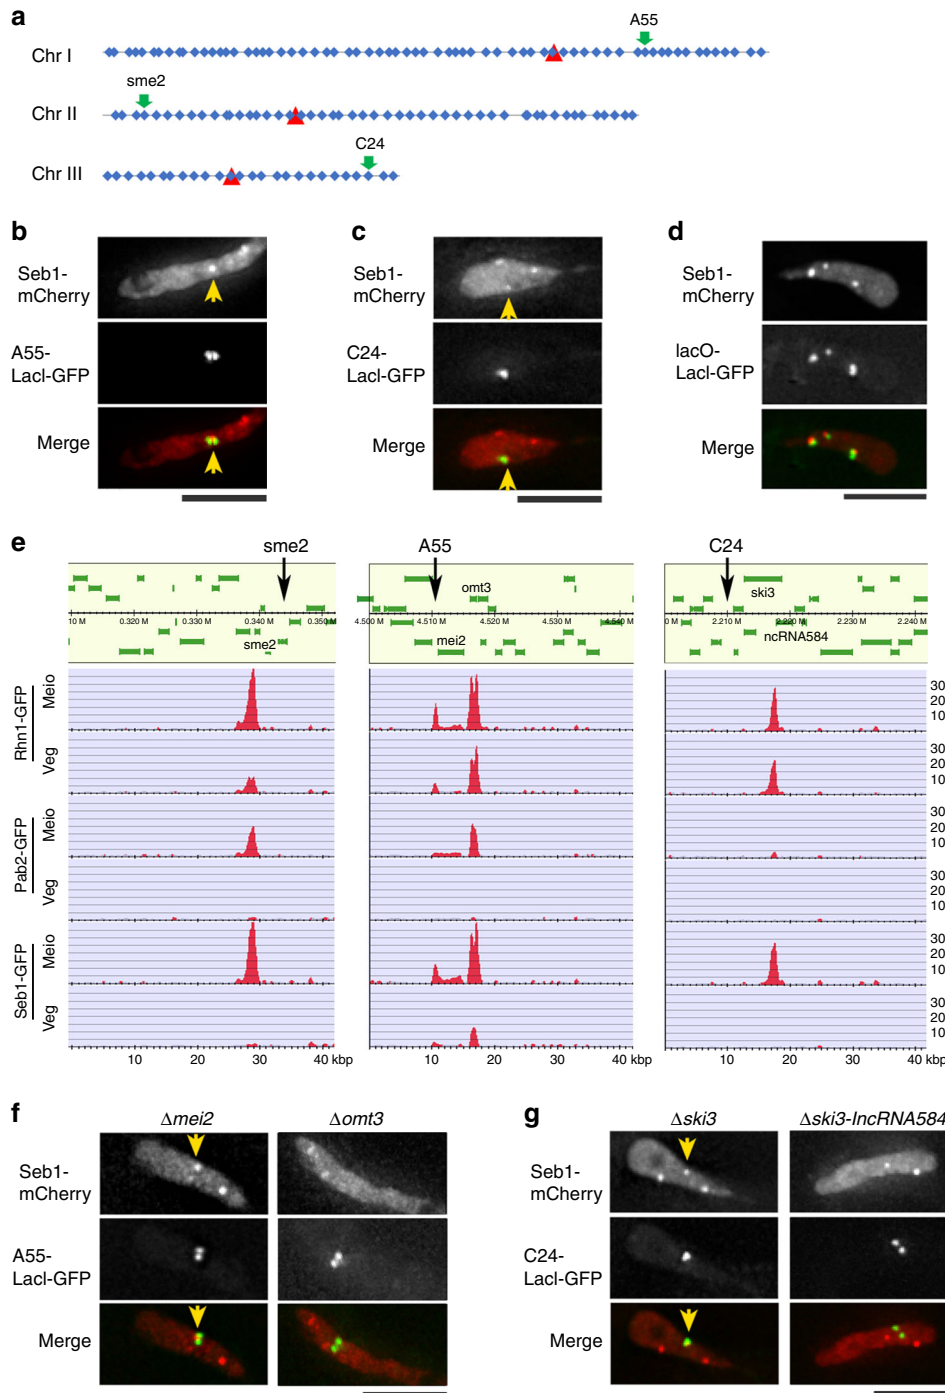 a
A55
Chr I
sme2
Chr II
C24
Chr III
b
c
d
Seb1-
mCherry
Seb1-
mCherry
Seb1-
mCherry
A55-
LacI-GFP
C24-
LacI-GFP
lacO-
LacI-GFP
Merge
Merge
Merge
e
sme2
A55
C24
omt3
ski3
10 M
0.320 M
0.330 M
0.340 M
0.350 M
4.500 M
4.510 M
4.520 M
4.530 M
4.540 M
0 M
2.210 M
2.220 M
2.230 M
2.240 M
sme2
mei2
ncRNA584
Rhn1-GFP
Meio
30
20
10
Veg
30
20
10
Pab2-GFP
Meio
30
20
10
Veg
30
20
10
Seb1-GFP
Meio
30
20
10
Veg
30
20
10
10 20 30 40 kbp
10 20 30 40 kbp
10 20 30 40 kbp
f
Δmei2
Δomt3
g
Δski3
Δski3-lncRNA584
Seb1-
mCherry
Seb1-
mCherry
A55-
LacI-GFP
C24-
LacI-GFP
Merge
Merge